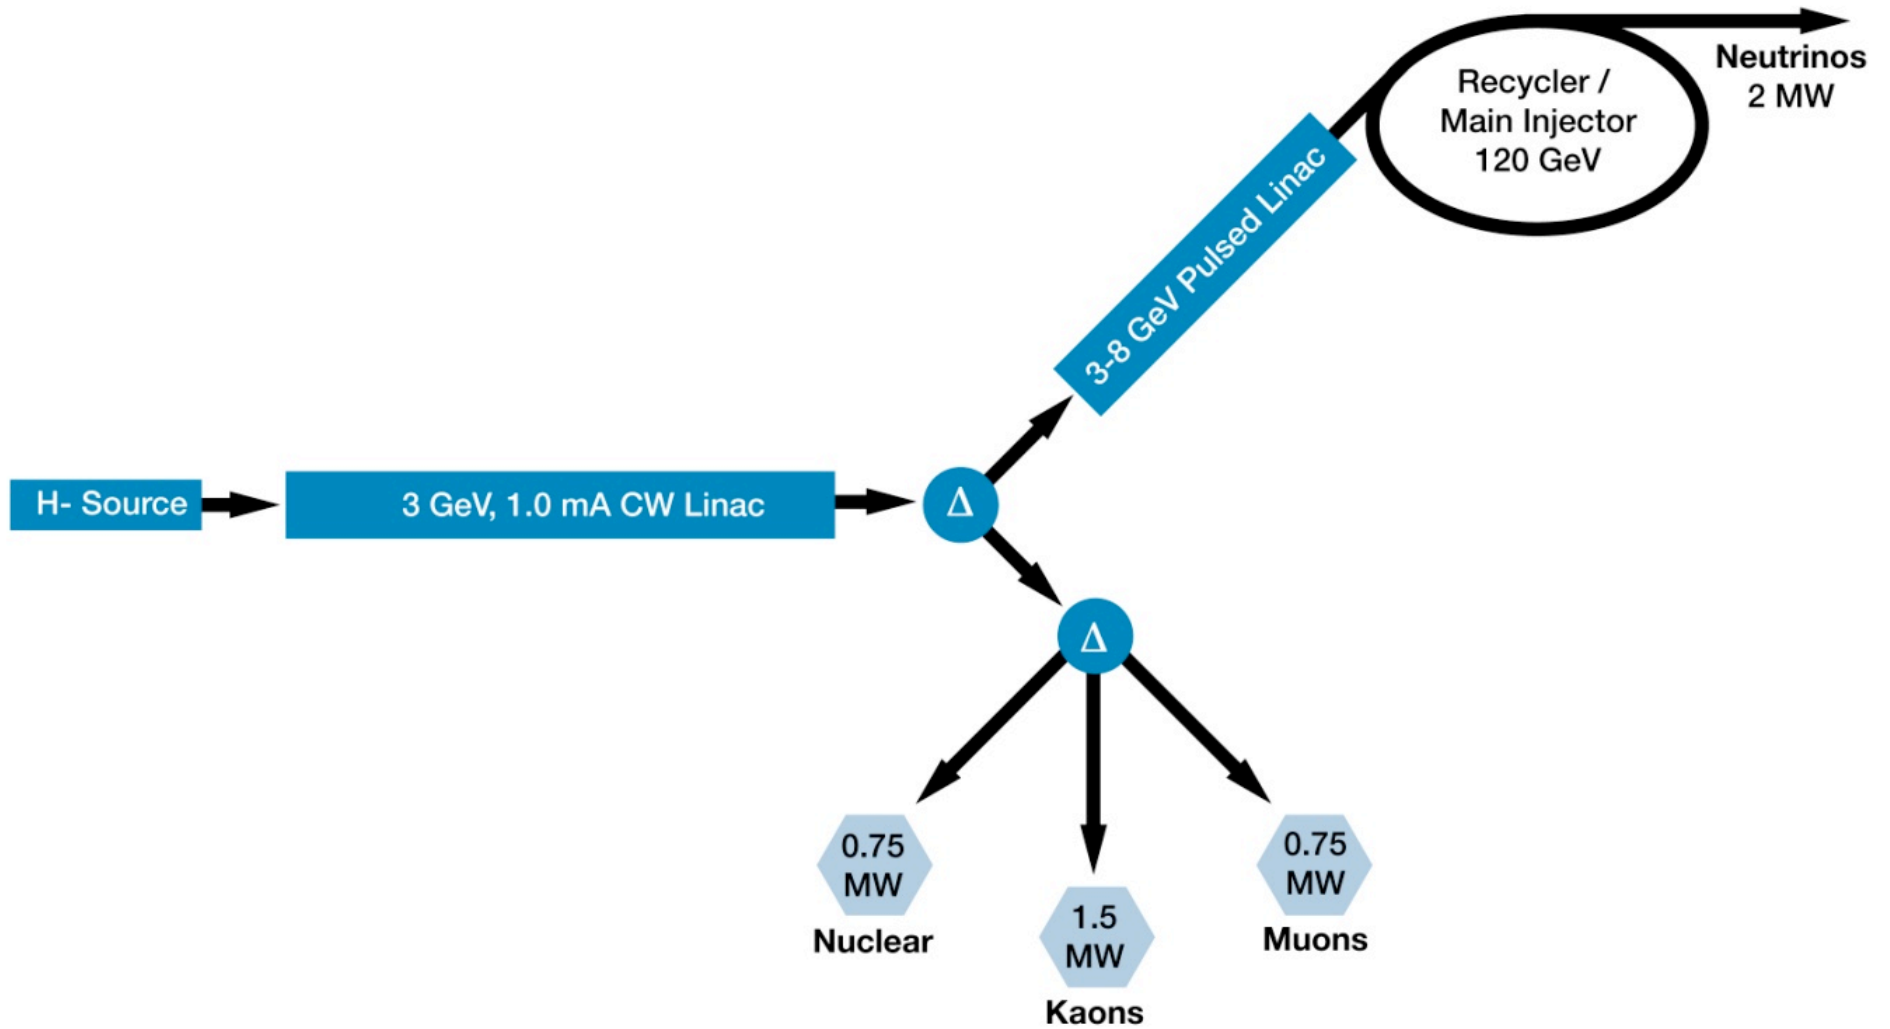 Neutrinos
2 MW
Recycler /
Main Injector
120 GeV
3-8 GeV Pulsed Linac
H- Source
3 GeV, 1.0 mA CW Linac
Δ
Δ
0.75
MW
Nuclear
1.5
MW
Kaons
0.75
MW
Muons